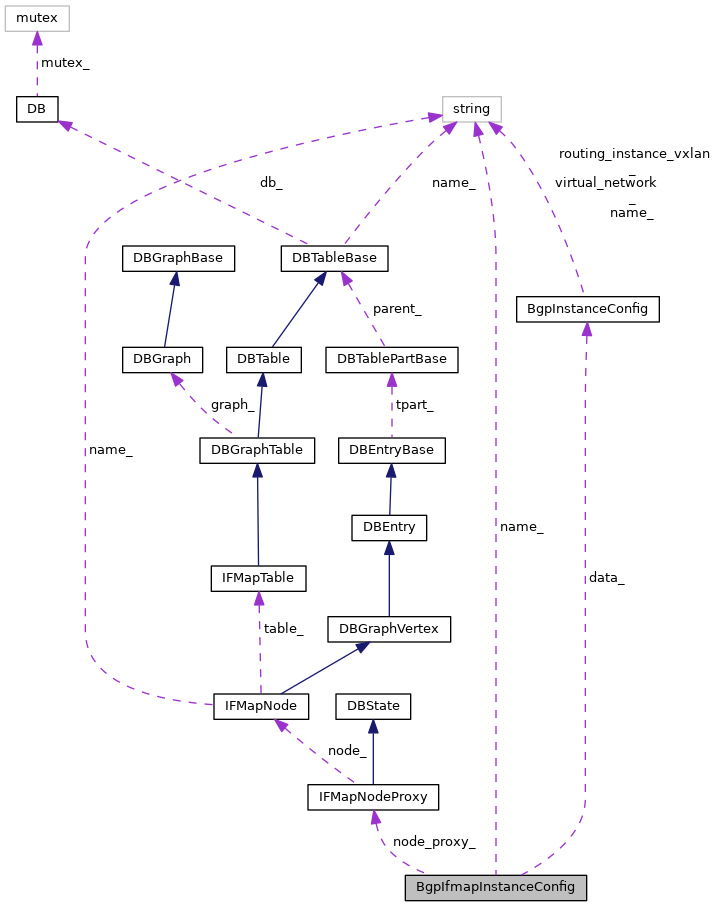 mutex
mutex_
DB
string
routing_instance_vxlan
_
virtual_network
_
name_
db_
name_
DBGraphBase
DBTableBase
BgpInstanceConfig
parent_
DBGraph
DBTable
DBTablePartBase
graph_
tpart_
name_
DBGraphTable
DBEntryBase
DBEntry
name_
IFMapTable
data_
table_
DBGraphVertex
IFMapNode
DBState
node_
IFMapNodeProxy
node_proxy_
BgpIfmapInstanceConfig